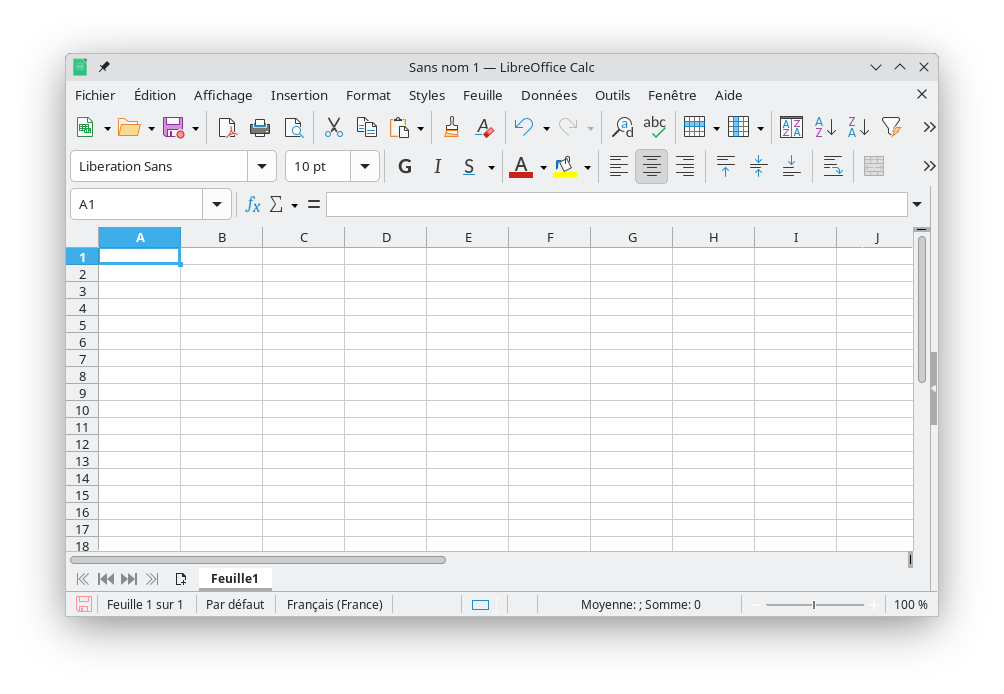 Sans nom 1 — LibreOffice Calc
Fichier Édition Affichage Insertion Format Styles Feuille Données Outils Fenêtre Aide
Liberation Sans 10 pt G I S A
A1 fx Σ =
A B C D E F G H I J
1
2
3
4
5
6
7
8
9
10
11
12
13
14
15
16
17
18
Feuille1
Feuille 1 sur 1 Par défaut Français (France) Moyenne: ; Somme: 0 100 %